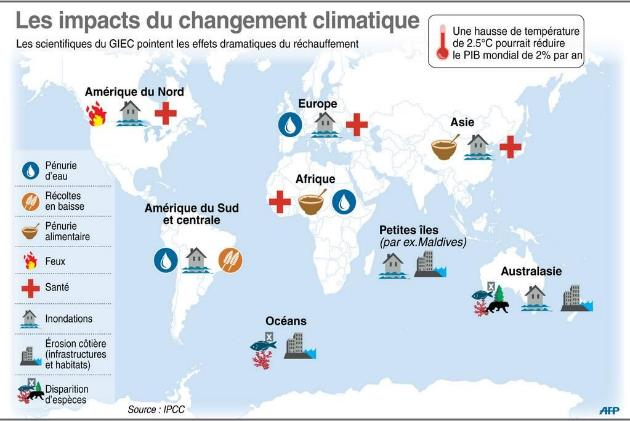 Les impacts du changement climatique
Les scientifiques du GIEC pointent les effets dramatiques du réchauffement
Une hausse de température
de 2.5°C pourrait réduire
le PIB mondial de 2% par an
Amérique du Nord
Europe
Asie
Afrique
Amérique du Sud
et centrale
Petites îles
(par ex.Maldives)
Australasie
Océans
Pénurie
d'eau
Récoltes
en baisse
Pénurie
alimentaire
Feux
Santé
Inondations
Érosion côtière
(infrastructures
et habitats)
Disparition
d'espèces
Source : IPCC
AFP